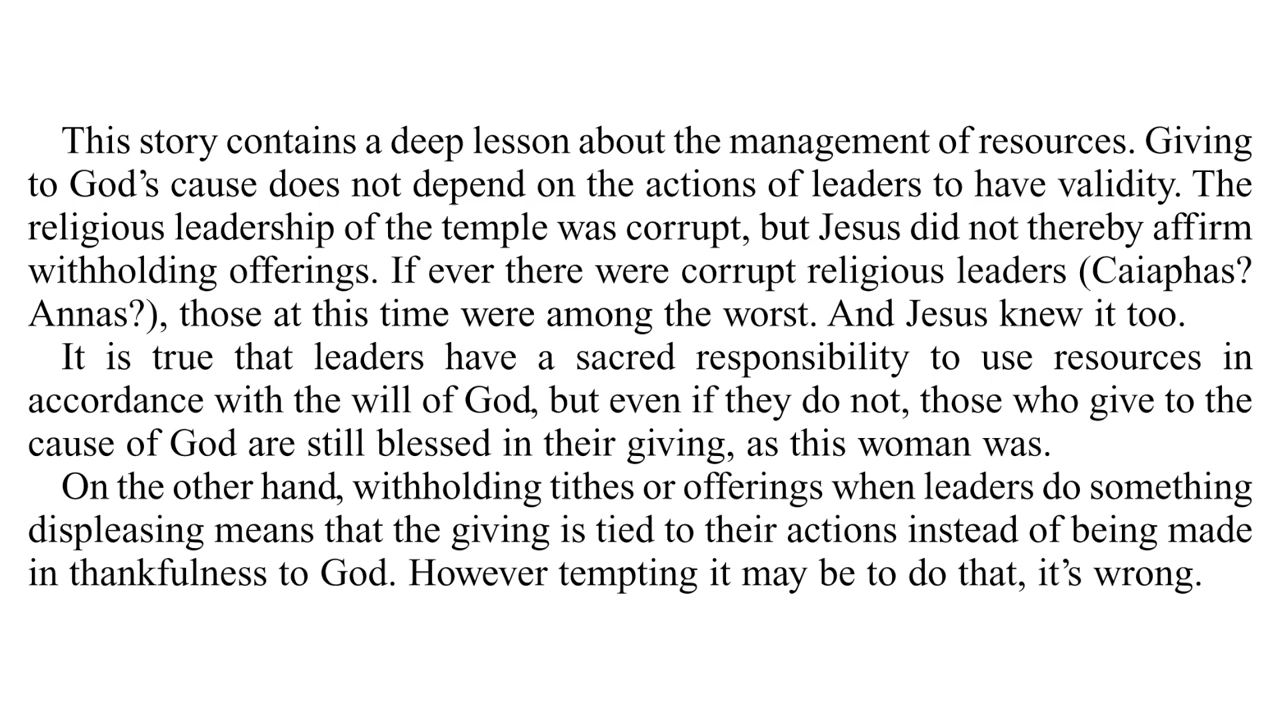 This story contains a deep lesson about the management of resources. Giving
to God’s cause does not depend on the actions of leaders to have validity. The
religious leadership of the temple was corrupt, but Jesus did not thereby affirm
withholding offerings. If ever there were corrupt religious leaders (Caiaphas?
Annas?), those at this time were among the worst. And Jesus knew it too.
It is true that leaders have a sacred responsibility to use resources in
accordance with the will of God, but even if they do not, those who give to the
cause of God are still blessed in their giving, as this woman was.
On the other hand, withholding tithes or offerings when leaders do something
displeasing means that the giving is tied to their actions instead of being made
in thankfulness to God. However tempting it may be to do that, it’s wrong.